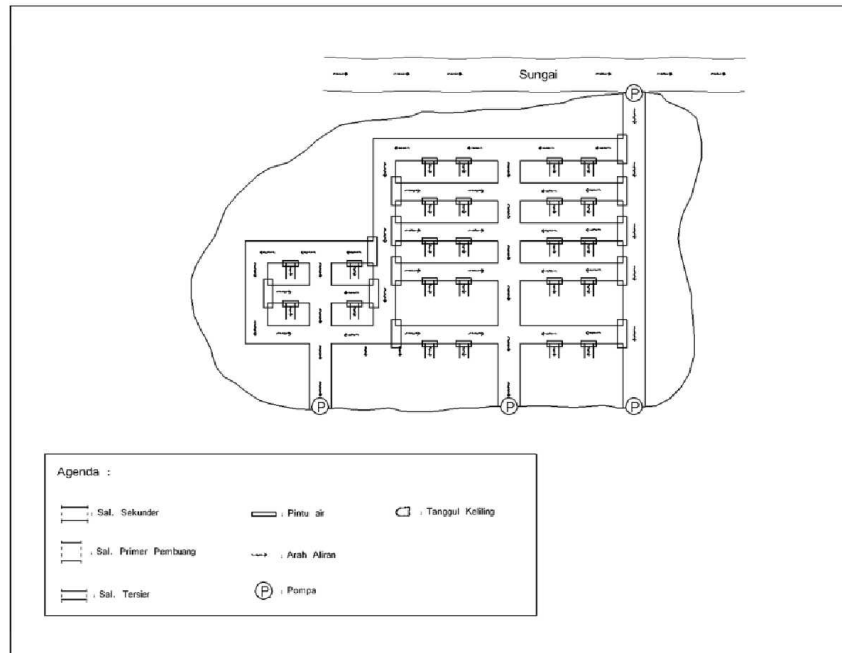 Sungai
P
P
P
P
Agenda :
: Sal. Sekunder
: Pintu air
: Tanggul Keliling
: Sal. Primer Pembuang
: Arah Aliran
: Sal. Tersier
P : Pompa